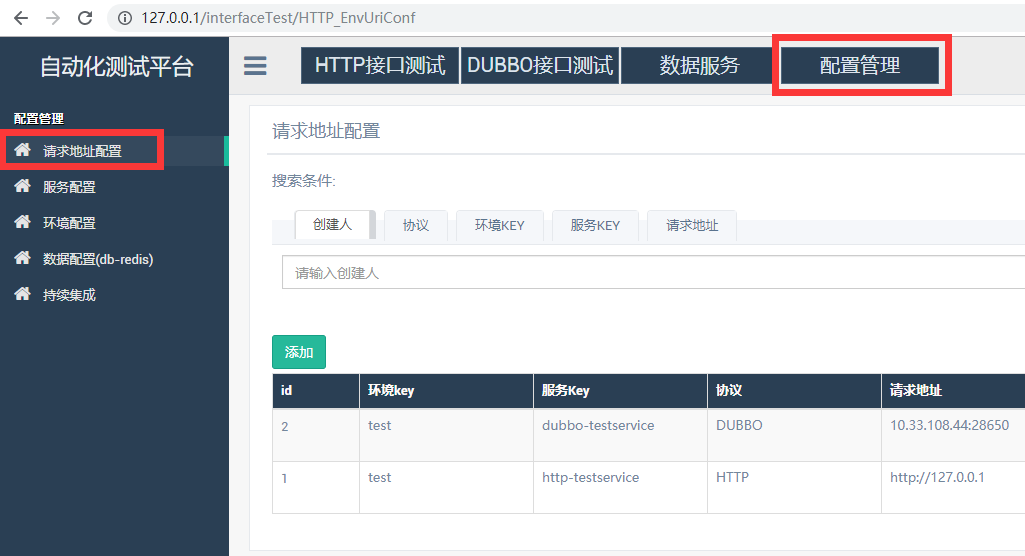 127.0.0.1/interfaceTest/HTTP_EnvUriConf
自动化测试平台
HTTP接口测试 DUBBO接口测试 数据服务 配置管理
配置管理
请求地址配置
服务配置
环境配置
数据配置(db-redis)
持续集成
请求地址配置
搜索条件:
创建人 协议 环境KEY 服务KEY 请求地址
请输入创建人
添加
id 环境key 服务Key 协议 请求地址
2 test dubbo-testservice DUBBO 10.33.108.44:28650
1 test http-testservice HTTP http://127.0.0.1